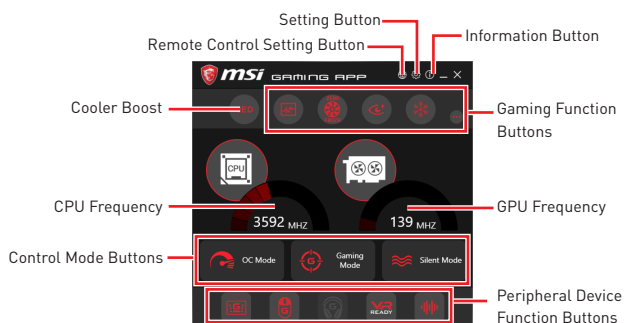 Setting Button
Remote Control Setting Button
Information Button
msi GAMING APP
Cooler Boost
LED
Gaming Function
Buttons
CPU
CPU Frequency
3592 MHZ
139 MHZ
GPU Frequency
Control Mode Buttons
OC Mode
G
Gaming
Mode
Silent Mode
G
G
G
VR
READY
Peripheral Device
Function Buttons